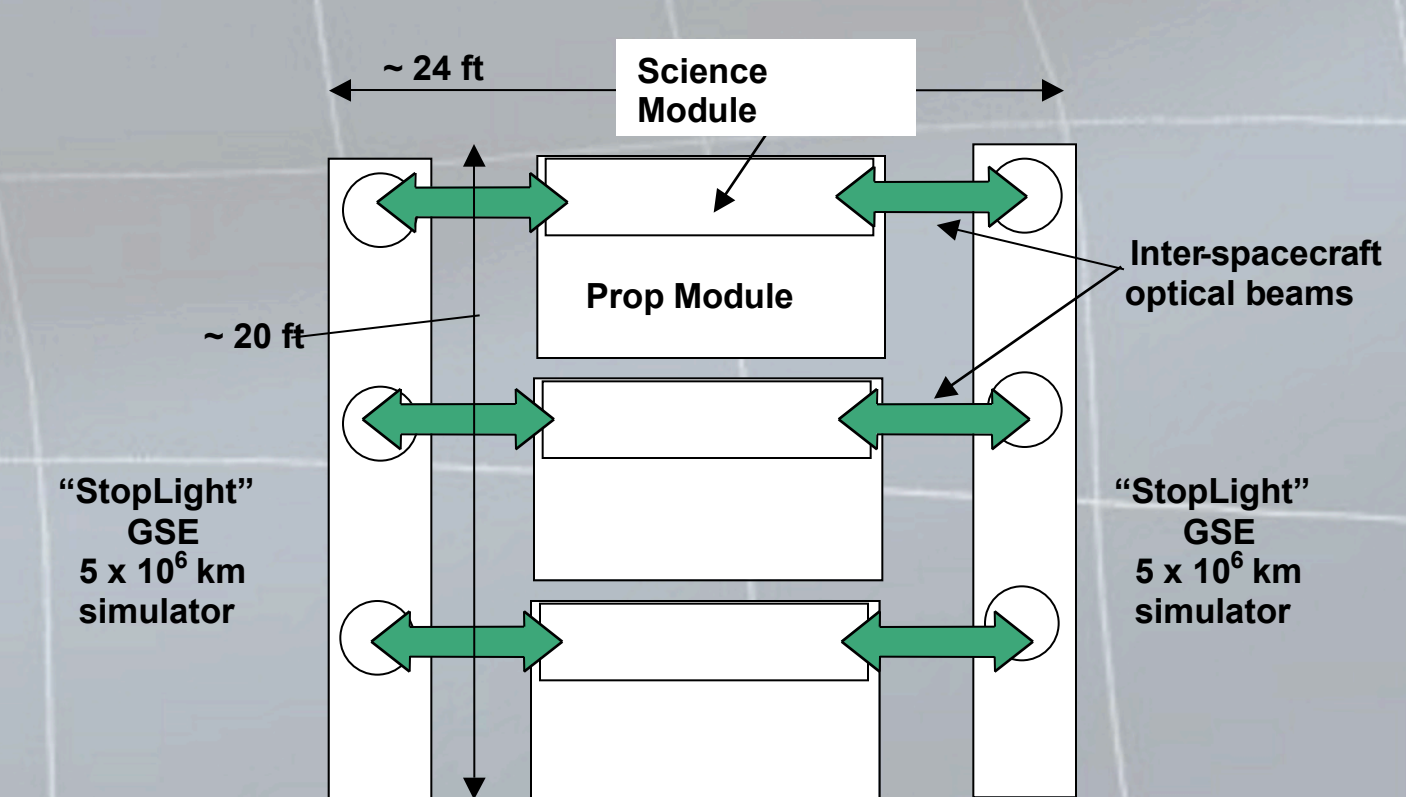 ~ 24 ft
Science
Module
Prop Module
Inter-spacecraft
optical beams
~ 20 ft
“StopLight”
GSE
5 x 10⁶ km
simulator
“StopLight”
GSE
5 x 10⁶ km
simulator